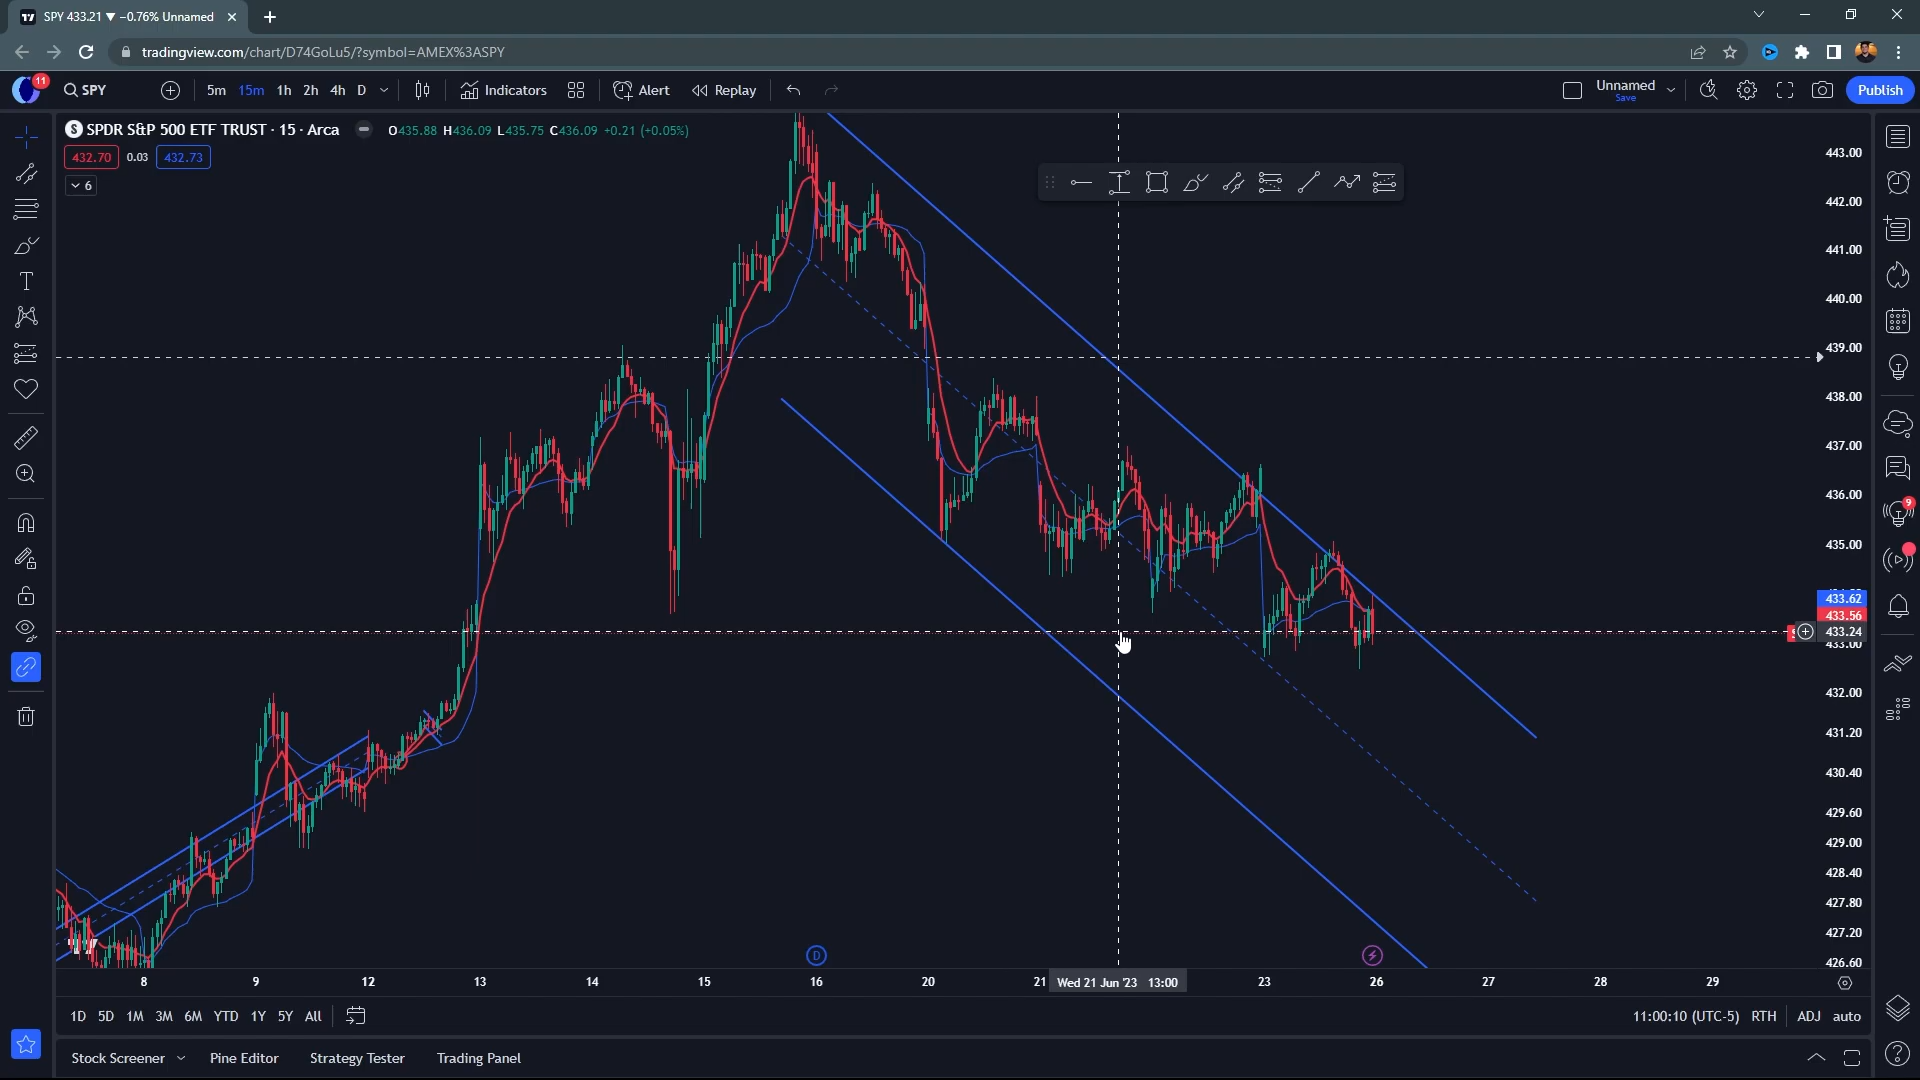 SPY 433.21 ▼ −0.76% Unnamed
tradingview.com/chart/D74GoLu5/?symbol=AMEX%3ASPY
11
SPY
5m 15m 1h 2h 4h D
Indicators
Alert
Replay
Unnamed
Save
Publish
S SPDR S&P 500 ETF TRUST · 15 · Arca
O435.88 H436.09 L435.75 C436.09 +0.21 (+0.05%)
432.70 0.03 432.73
6
443.00
442.00
441.00
440.00
439.00
438.00
437.00
436.00
9
435.00
433.62
433.56
433.24
433.00
432.00
431.20
430.40
429.60
429.00
428.40
427.80
427.20
D
426.60
8 9 12 13 14 15 16 20 21 Wed 21 Jun '23 13:00 23 26 27 28 29
1D 5D 1M 3M 6M YTD 1Y 5Y All
11:00:10 (UTC-5) RTH ADJ auto
Stock Screener Pine Editor Strategy Tester Trading Panel